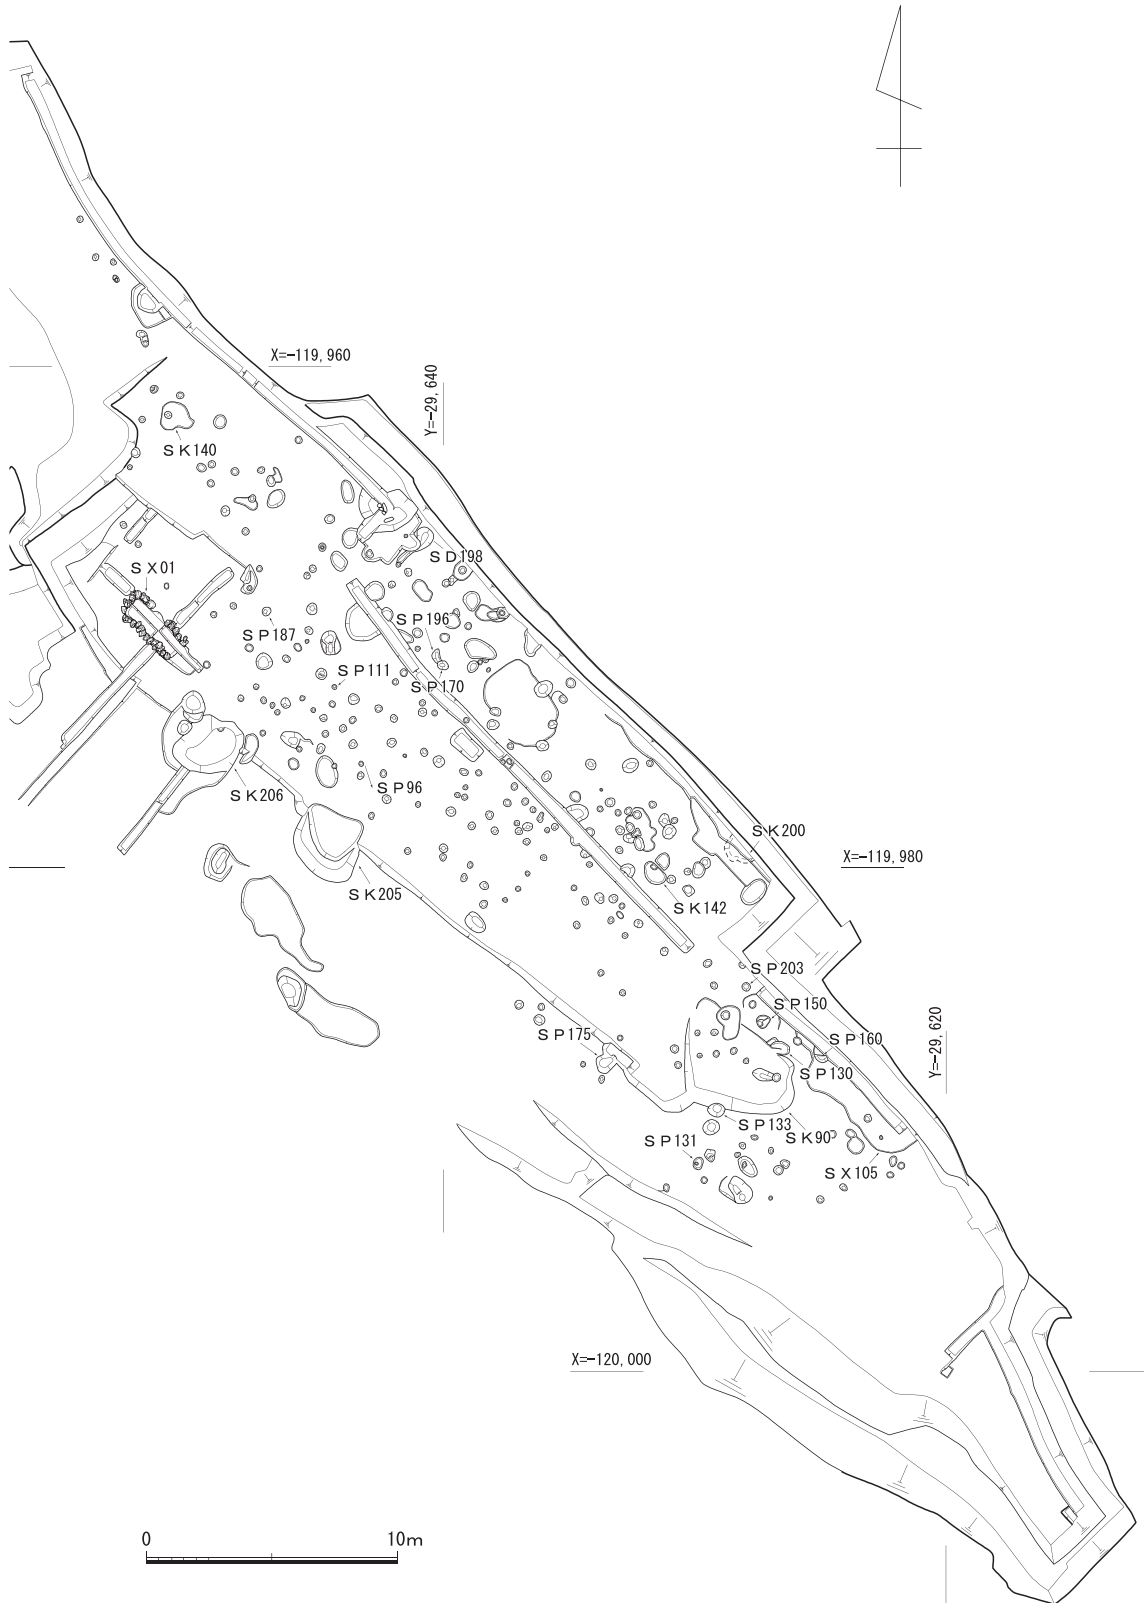 X=-119, 960
Y=-29, 640
ＳＫ140
ＳＤ198
ＳＸ01
ＳＰ196
ＳＰ187
ＳＰ111
ＳＰ170
ＳＰ96
ＳＫ206
ＳＫ200
X=-119, 980
ＳＫ205
ＳＫ142
ＳＰ203
ＳＰ150
Y=-29, 620
ＳＰ175
ＳＰ160
ＳＰ130
ＳＰ133
ＳＫ90
ＳＰ131
ＳＸ105
X=-120, 000
0 10m